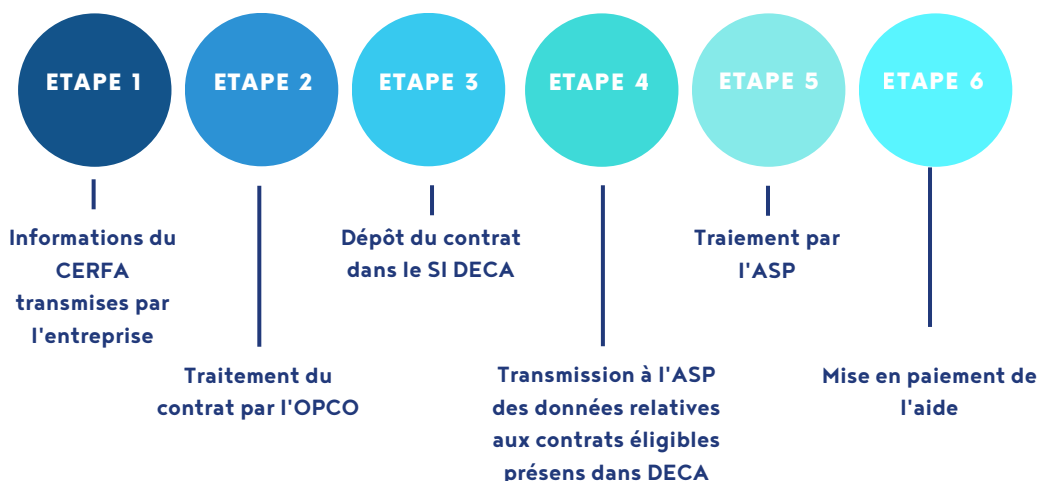 ETAPE 1
ETAPE 2
ETAPE 3
ETAPE 4
ETAPE 5
ETAPE 6
Informations du
CERFA
transmises par
l'entreprise
Traitement du
contrat par l'OPCO
Dépôt du contrat
dans le SI DECA
Transmission à l'ASP
des données relatives
aux contrats éligibles
présens dans DECA
Traiement par
l'ASP
Mise en paiement de
l'aide